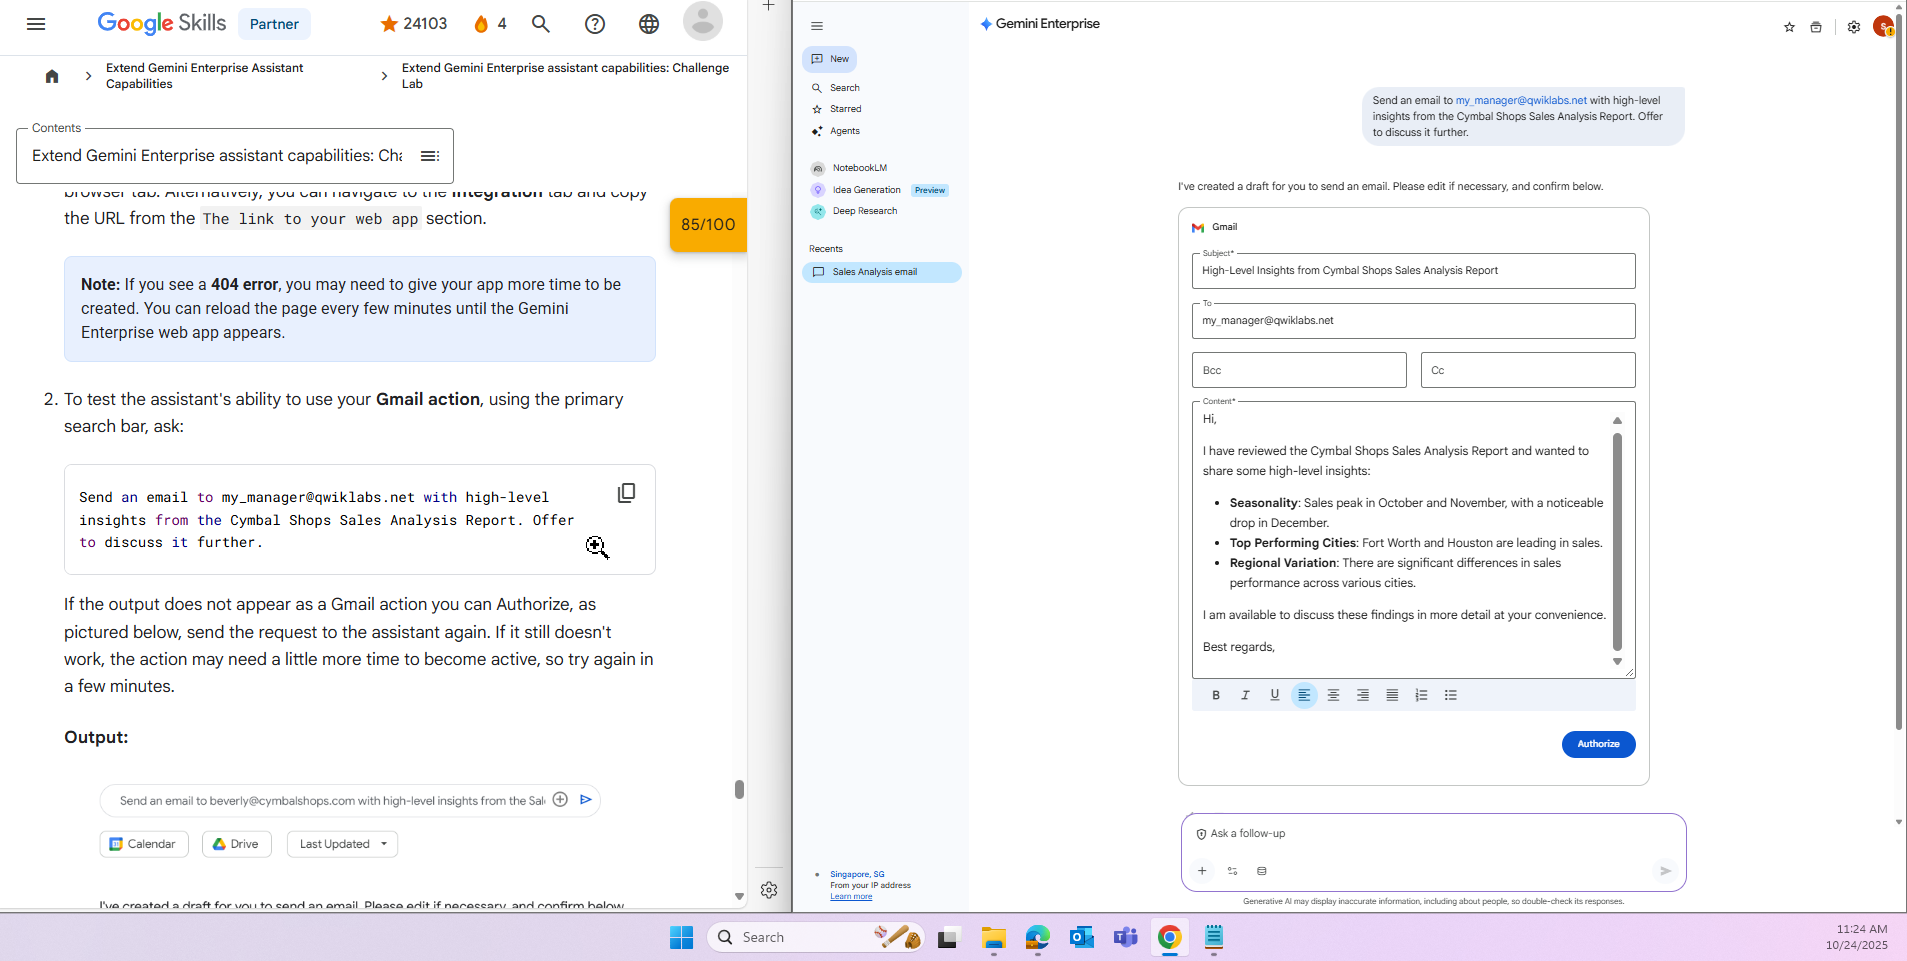 Google Skills
Partner
24103
4
Extend Gemini Enterprise Assistant
Capabilities
Extend Gemini Enterprise assistant capabilities: Challenge
Lab
Contents
Extend Gemini Enterprise assistant capabilities: Cha
browser tab. Alternatively, you can navigate to the Integration tab and copy
the URL from the The link to your web app section.
85/100
Note: If you see a 404 error, you may need to give your app more time to be
created. You can reload the page every few minutes until the Gemini
Enterprise web app appears.
2. To test the assistant's ability to use your Gmail action, using the primary
search bar, ask:
Send an email to my_manager@qwiklabs.net with high-level
insights from the Cymbal Shops Sales Analysis Report. Offer
to discuss it further.
If the output does not appear as a Gmail action you can Authorize, as
pictured below, send the request to the assistant again. If it still doesn't
work, the action may need a little more time to become active, so try again in
a few minutes.
Output:
Send an email to beverly@cymbalshops.com with high-level insights from the Sal
Calendar
Drive
Last Updated
I've created a draft for you to send an email. Please edit if necessary, and confirm below.
Gemini Enterprise
S
New
Search
Starred
Agents
NotebookLM
Idea Generation
Preview
Deep Research
Recents
Sales Analysis email
Singapore, SG
From your IP address
Learn more
Send an email to my_manager@qwiklabs.net with high-level
insights from the Cymbal Shops Sales Analysis Report. Offer
to discuss it further.
I've created a draft for you to send an email. Please edit if necessary, and confirm below.
Gmail
Subject*
High-Level Insights from Cymbal Shops Sales Analysis Report
To
my_manager@qwiklabs.net
Bcc
Cc
Content*
Hi,
I have reviewed the Cymbal Shops Sales Analysis Report and wanted to
share some high-level insights:
• Seasonality: Sales peak in October and November, with a noticeable
drop in December.
• Top Performing Cities: Fort Worth and Houston are leading in sales.
• Regional Variation: There are significant differences in sales
performance across various cities.
I am available to discuss these findings in more detail at your convenience.
Best regards,
B I U
Authorize
Ask a follow-up
Generative AI may display inaccurate information, including about people, so double-check its responses.
Search
11:24 AM
10/24/2025